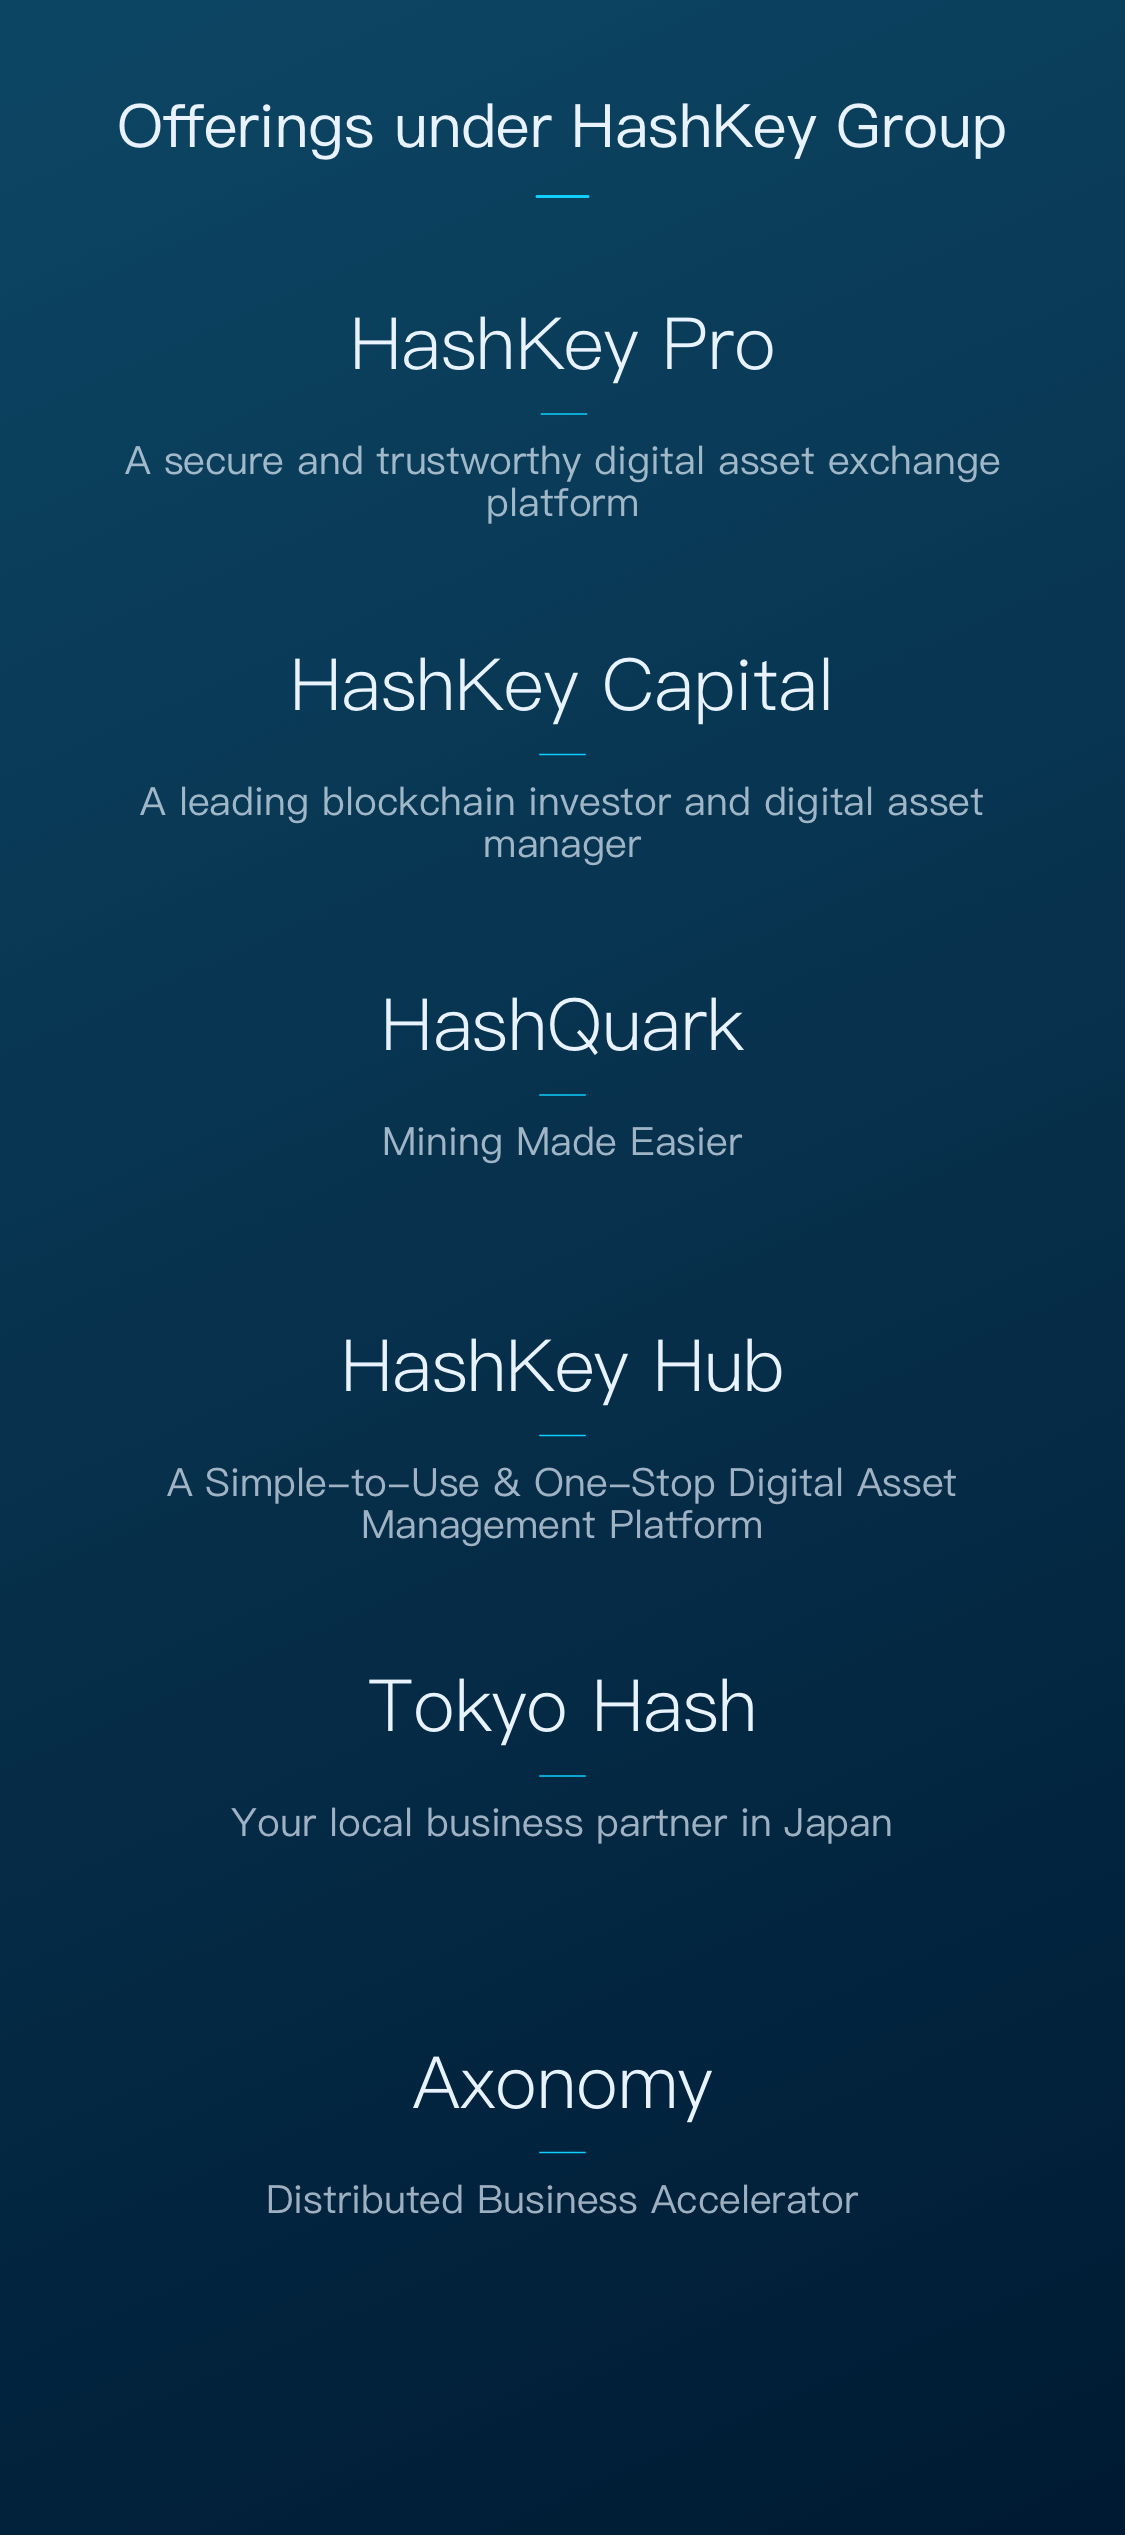 Offerings under HashKey Group
HashKey Pro
A secure and trustworthy digital asset exchange
platform
HashKey Capital
A leading blockchain investor and digital asset
manager
HashQuark
Mining Made Easier
HashKey Hub
A Simple-to-Use & One-Stop Digital Asset
Management Platform
Tokyo Hash
Your local business partner in Japan
Axonomy
Distributed Business Accelerator